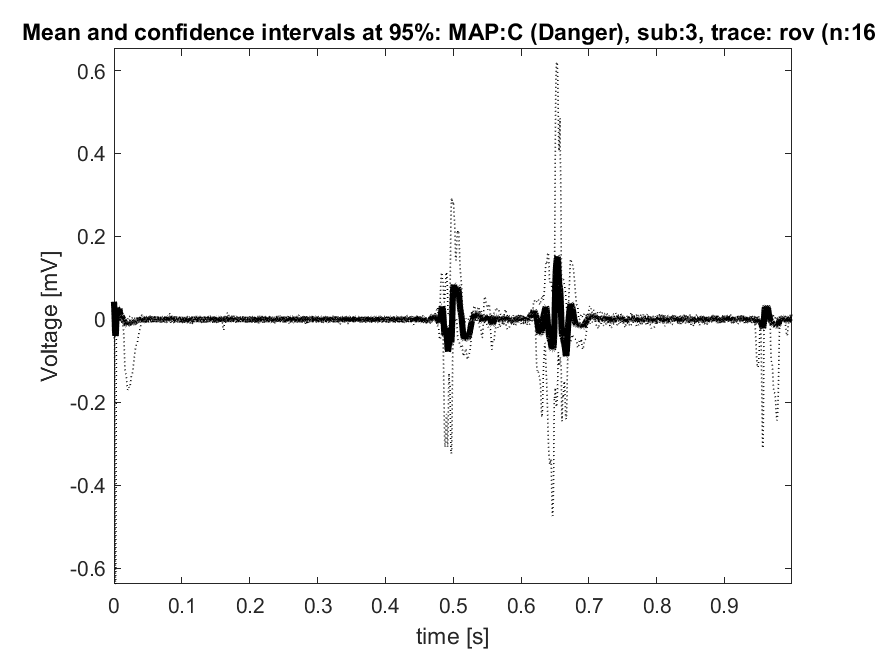 Mean and confidence intervals at 95%: MAP:C (Danger), sub:3, trace: rov (n:16
0.6
0.4
0.2
0
-0.2
-0.4
-0.6
Voltage [mV]
0 0.1 0.2 0.3 0.4 0.5 0.6 0.7 0.8 0.9
time [s]